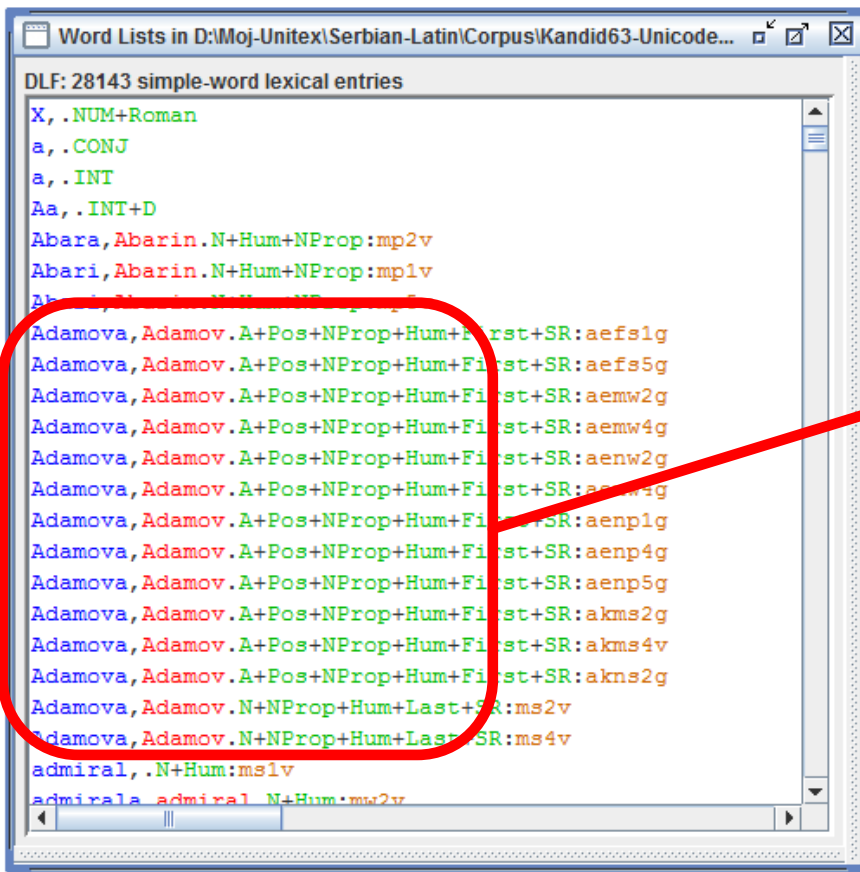 Word Lists in D:\Moj-Unitex\Serbian-Latin\Corpus\Kandid63-Unicode...
DLF: 28143 simple-word lexical entries
X,.NUM+Roman
a,.CONJ
a,.INT
Aa,.INT+D
Abara,Abarin.N+Hum+NProp:mp2v
Abari,Abarin.N+Hum+NProp:mp1v
Adamova,Adamov.A+Pos+NProp+Hum+First+SR:aefs1g
Adamova,Adamov.A+Pos+NProp+Hum+First+SR:aefs5g
Adamova,Adamov.A+Pos+NProp+Hum+First+SR:aemw2g
Adamova,Adamov.A+Pos+NProp+Hum+First+SR:aemw4g
Adamova,Adamov.A+Pos+NProp+Hum+First+SR:aenw2g
Adamova,Adamov.A+Pos+NProp+Hum+First+SR:aenw4g
Adamova,Adamov.A+Pos+NProp+Hum+First+SR:aenp1g
Adamova,Adamov.A+Pos+NProp+Hum+First+SR:aenp4g
Adamova,Adamov.A+Pos+NProp+Hum+First+SR:aenp5g
Adamova,Adamov.A+Pos+NProp+Hum+First+SR:akms2g
Adamova,Adamov.A+Pos+NProp+Hum+First+SR:akms4v
Adamova,Adamov.A+Pos+NProp+Hum+First+SR:akns2g
Adamova,Adamov.N+NProp+Hum+Last+SR:ms2v
Adamova,Adamov.N+NProp+Hum+Last+SR:ms4v
admiral,.N+Hum:ms1v
admirala,admiral.N+Hum:mw2v